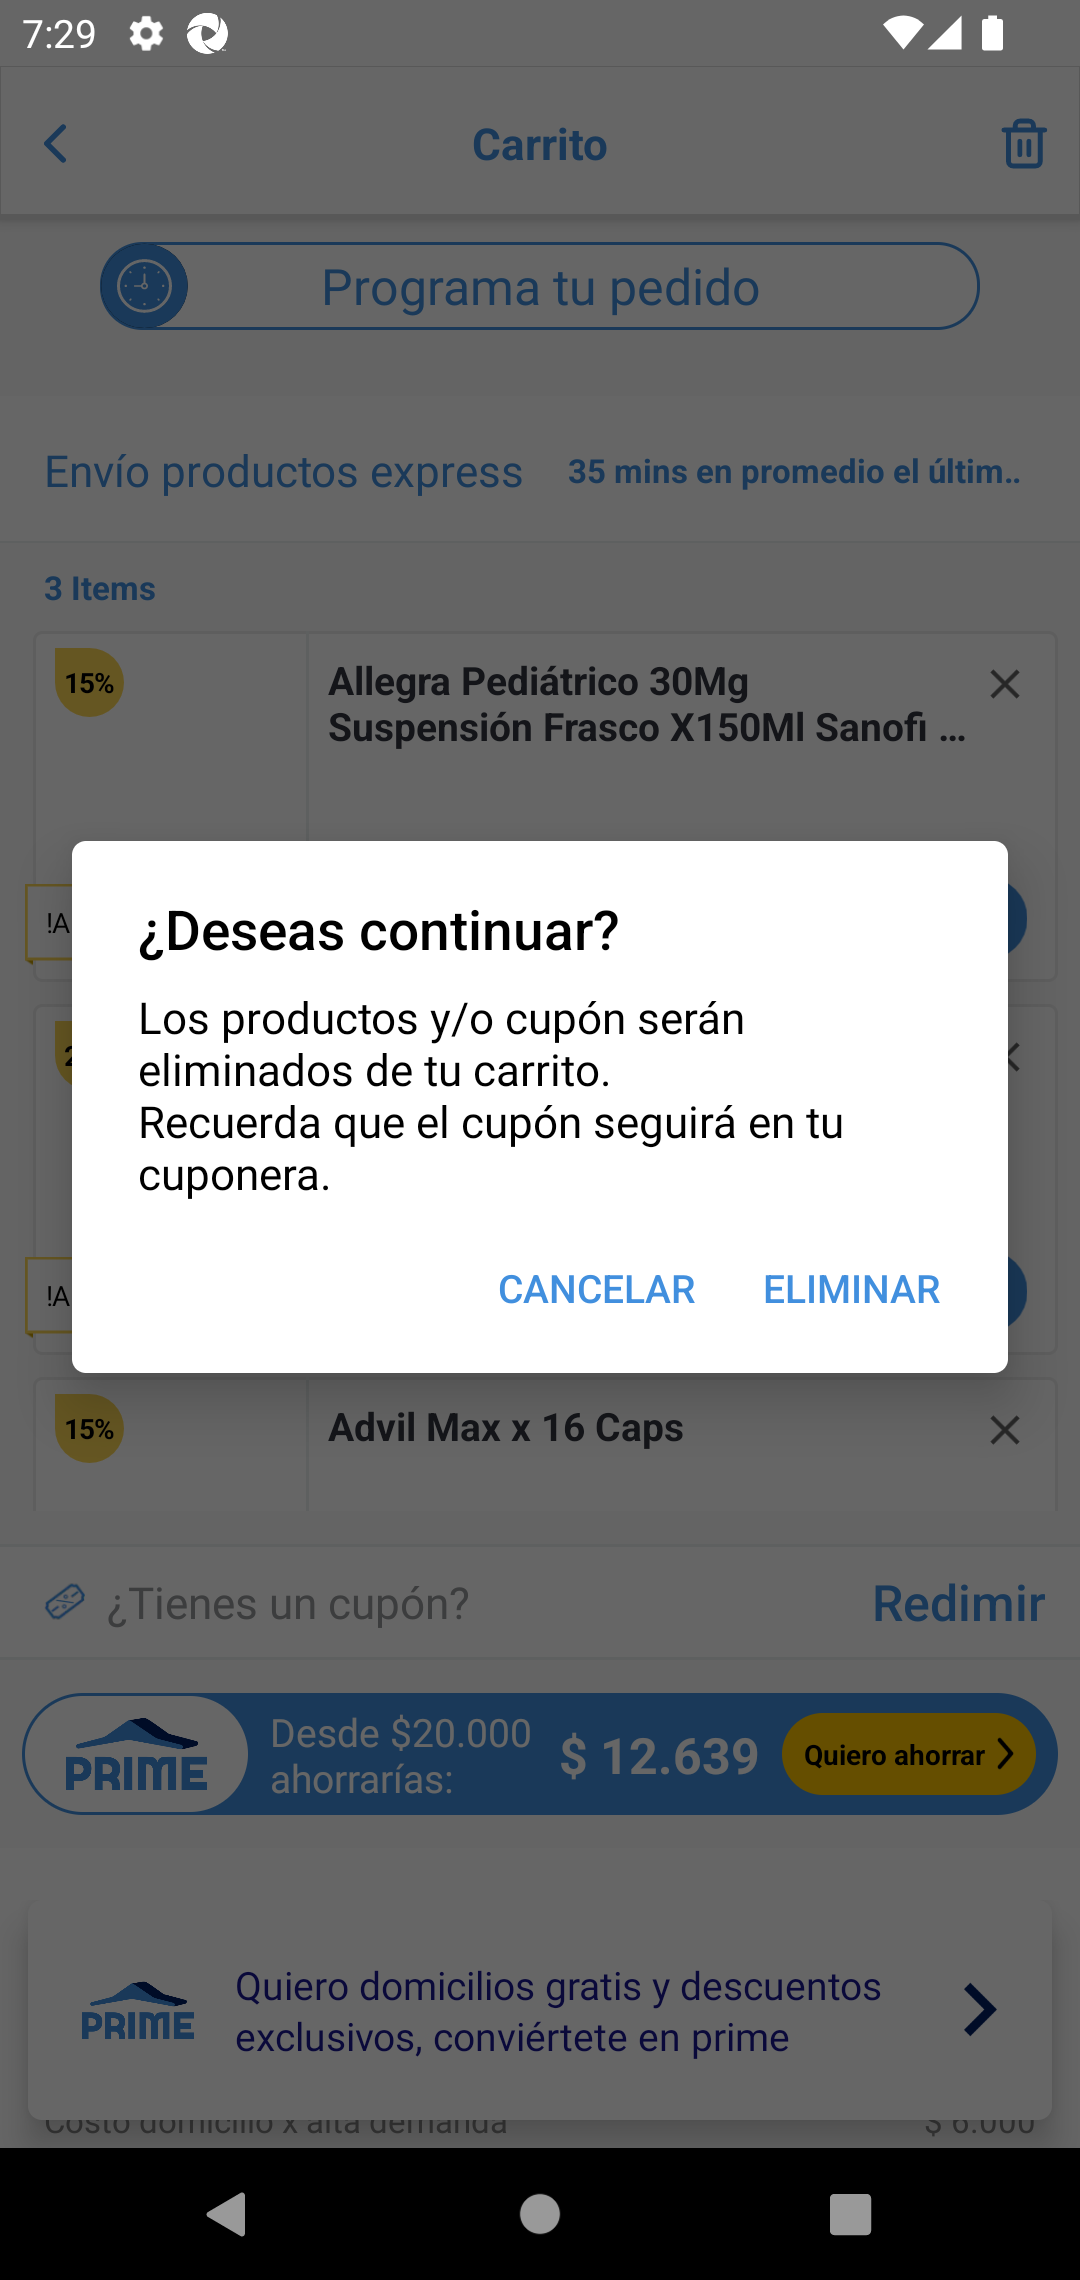 7:29
Carrito
Programa tu pedido
Envío productos express
35 mins en promedio el últim..
3 Items
15%
Allegra Pediátrico 30Mg
Suspensión Frasco X150Ml Sanofi ...
!A
¿Deseas continuar?
Los productos y/o cupón serán
eliminados de tu carrito.
Recuerda que el cupón seguirá en tu
cuponera.
CANCELAR
ELIMINAR
!A
15%
Advil Max x 16 Caps
¿Tienes un cupón?
Redimir
PRIME
Desde $20.000
ahorrarías:
$ 12.639
Quiero ahorrar
PRIME
Quiero domicilios gratis y descuentos
exclusivos, conviértete en prime
Costo domicilio x alta demanda
$ 6.000